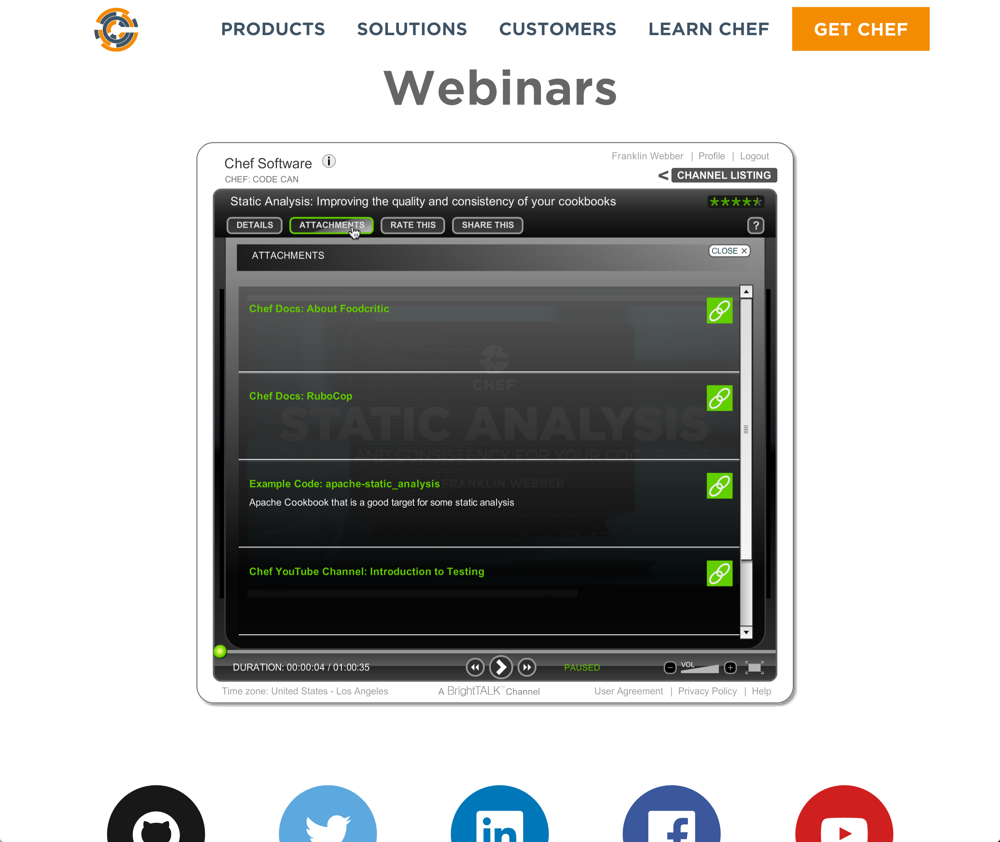 PRODUCTS SOLUTIONS CUSTOMERS LEARN CHEF GET CHEF
Webinars
Chef Software i
Franklin Webber | Profile | Logout
CHEF: CODE CAN
< CHANNEL LISTING
Static Analysis: Improving the quality and consistency of your cookbooks
DETAILS ATTACHMENTS RATE THIS SHARE THIS ?
ATTACHMENTS CLOSE X
Chef Docs: About Foodcritic
CHEF
Chef Docs: RuboCop
STATIC ANALYSIS
QUALITY AND CONSISTENCY FOR YOUR COOKBOOKS
Example Code: apache-static_analysis
FRANKLIN WEBBER
Apache Cookbook that is a good target for some static analysis
Chef YouTube Channel: Introduction to Testing
DURATION: 00:00:04 / 01:00:35 PAUSED VOL
Time zone: United States - Los Angeles A BrightTALK™ Channel User Agreement | Privacy Policy | Help
in f